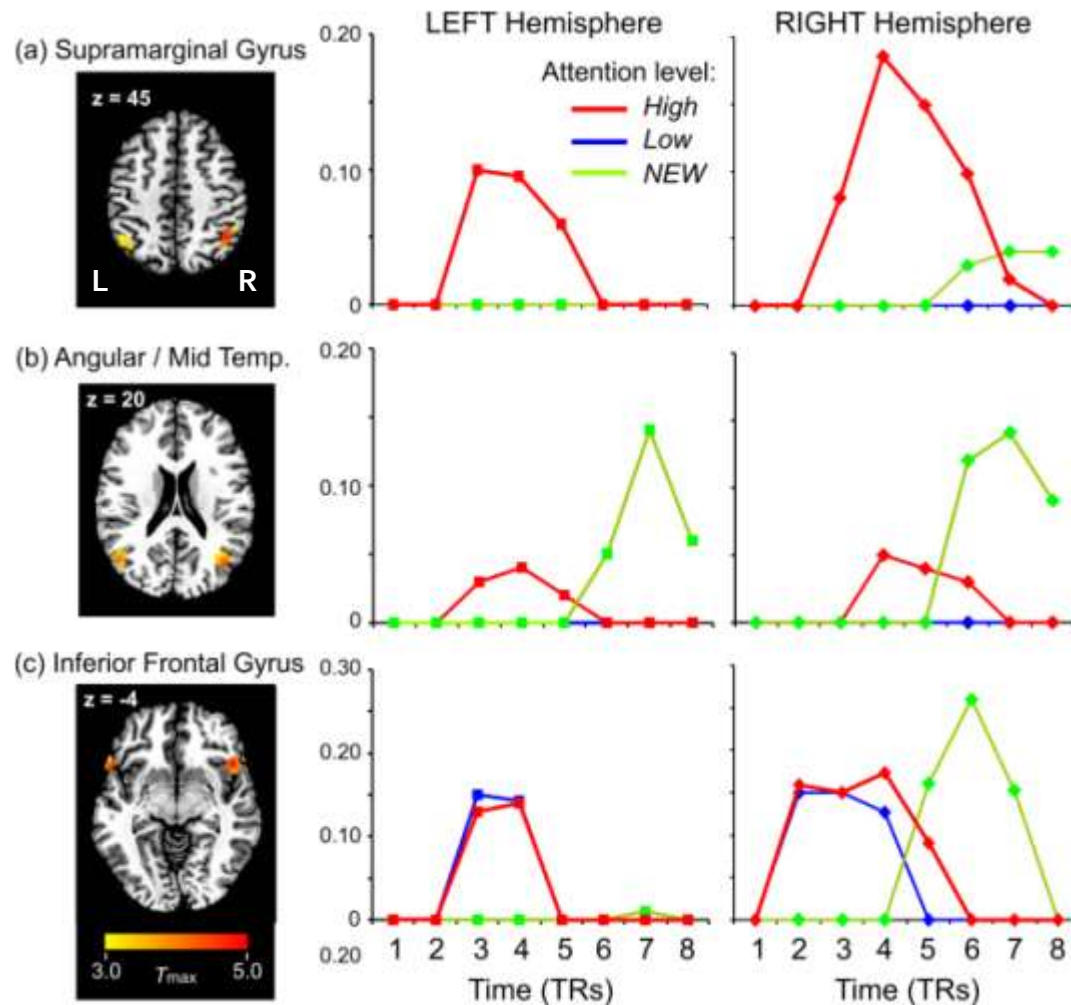 LEFT Hemisphere
RIGHT Hemisphere
(a) Supramarginal Gyrus
z = 45
L
R
0.20
0.10
0
Attention level:
High
Low
NEW
(b) Angular / Mid Temp.
z = 20
0.20
0.10
0
(c) Inferior Frontal Gyrus
z = -4
3.0
Tmax
5.0
0.30
0.20
0.10
0
0.20
1 2 3 4 5 6 7 8
Time (TRs)
1 2 3 4 5 6 7 8
Time (TRs)